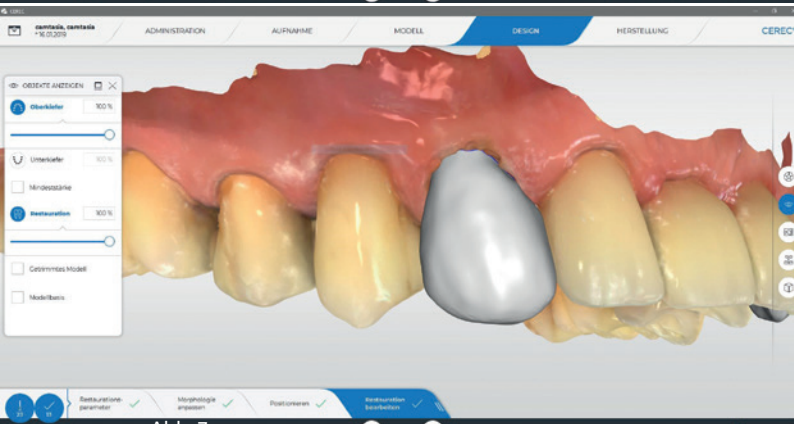 CEREC
camtasia, camtasia
*16.01.2019
ADMINISTRATION
AUFNAHME
MODELL
DESIGN
HERSTELLUNG
CEREC
OBJEKTE ANZEIGEN
Oberkiefer
100 %
Unterkiefer
100 %
Mindeststärke
Restauration
100 %
Getrimmtes Modell
Modellbasis
Restaurations-
parameter
Morphologie
anpassen
Positionieren
Restauration
bearbeiten